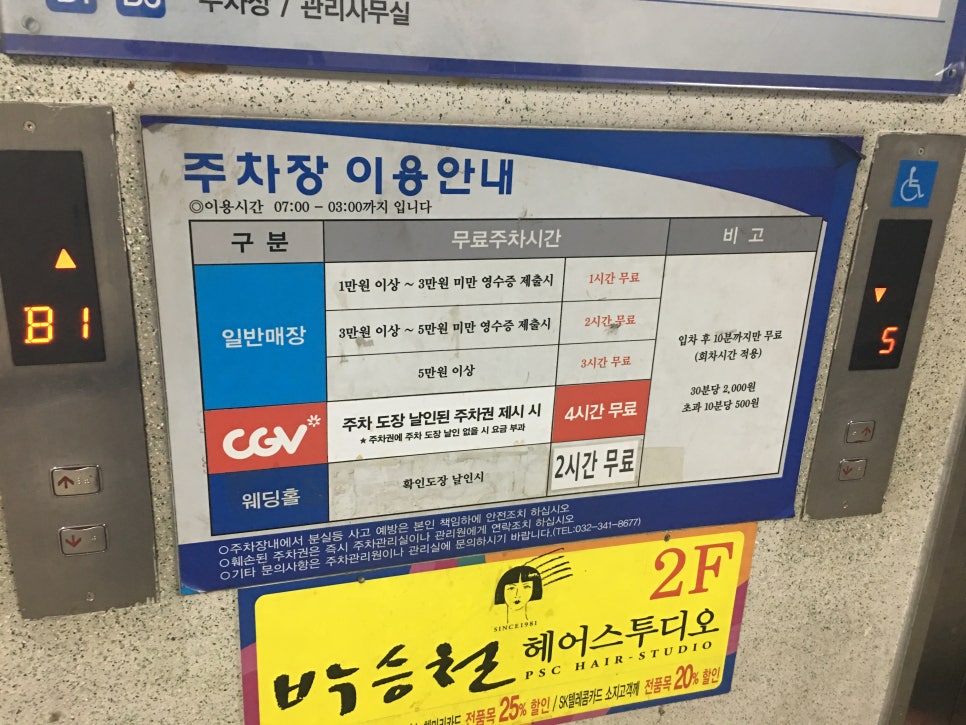 주차장 / 관리사무실
주차장 이용안내
◎이용시간 07:00 - 03:00까지 입니다
구 분
무료주차시간
비 고
일반매장
1만원 이상 ~ 3만원 미만 영수증 제출시
1시간 무료
3만원 이상 ~ 5만원 미만 영수증 제출시
2시간 무료
5만원 이상
3시간 무료
입차 후 10분까지만 무료
(회차시간 적용)
30분당 2,000원
초과 10분당 500원
CGV
주차 도장 날인된 주차권 제시 시
★ 주차권에 주차 도장 날인 없을 시 요금 부과
4시간 무료
웨딩홀
확인도장 날인시
2시간 무료
○주차장내에서 분실등 사고 예방은 본인 책임하에 안전조치 하십시오
○훼손된 주차권은 즉시 주차관리실이나 관리원에게 연락조치 하십시오
○기타 문의사항은 주차관리원이나 관리실에 문의하시기 바랍니다.(TEL:032-341-8677)
B1
5
2F
SINCE1981
박승철 헤어스투디오
PSC HAIR-STUDIO
전품목 25% 할인 / SK텔레콤카드 소지고객께 전품목 20% 할인